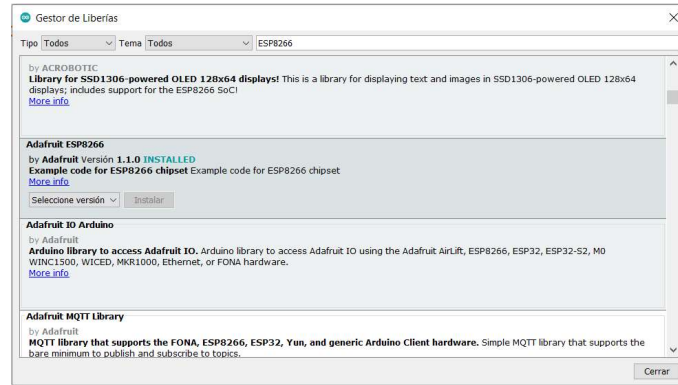 Gestor de Liberías
Tipo Todos Tema Todos ESP8266
by ACROBOTIC
Library for SSD1306-powered OLED 128x64 displays! This is a library for displaying text and images in SSD1306-powered OLED 128x64
displays; includes support for the ESP8266 SoC!
More info
Adafruit ESP8266
by Adafruit Versión 1.1.0 INSTALLED
Example code for ESP8266 chipset Example code for ESP8266 chipset
More info
Seleccione versión Instalar
Adafruit IO Arduino
by Adafruit
Arduino library to access Adafruit IO. Arduino library to access Adafruit IO using the Adafruit AirLift, ESP8266, ESP32, ESP32-S2, M0
WINC1500, WICED, MKR1000, Ethernet, or FONA hardware.
More info
Adafruit MQTT Library
by Adafruit
MQTT library that supports the FONA, ESP8266, ESP32, Yun, and generic Arduino Client hardware. Simple MQTT library that supports the
bare minimum to publish and subscribe to topics.
Cerrar